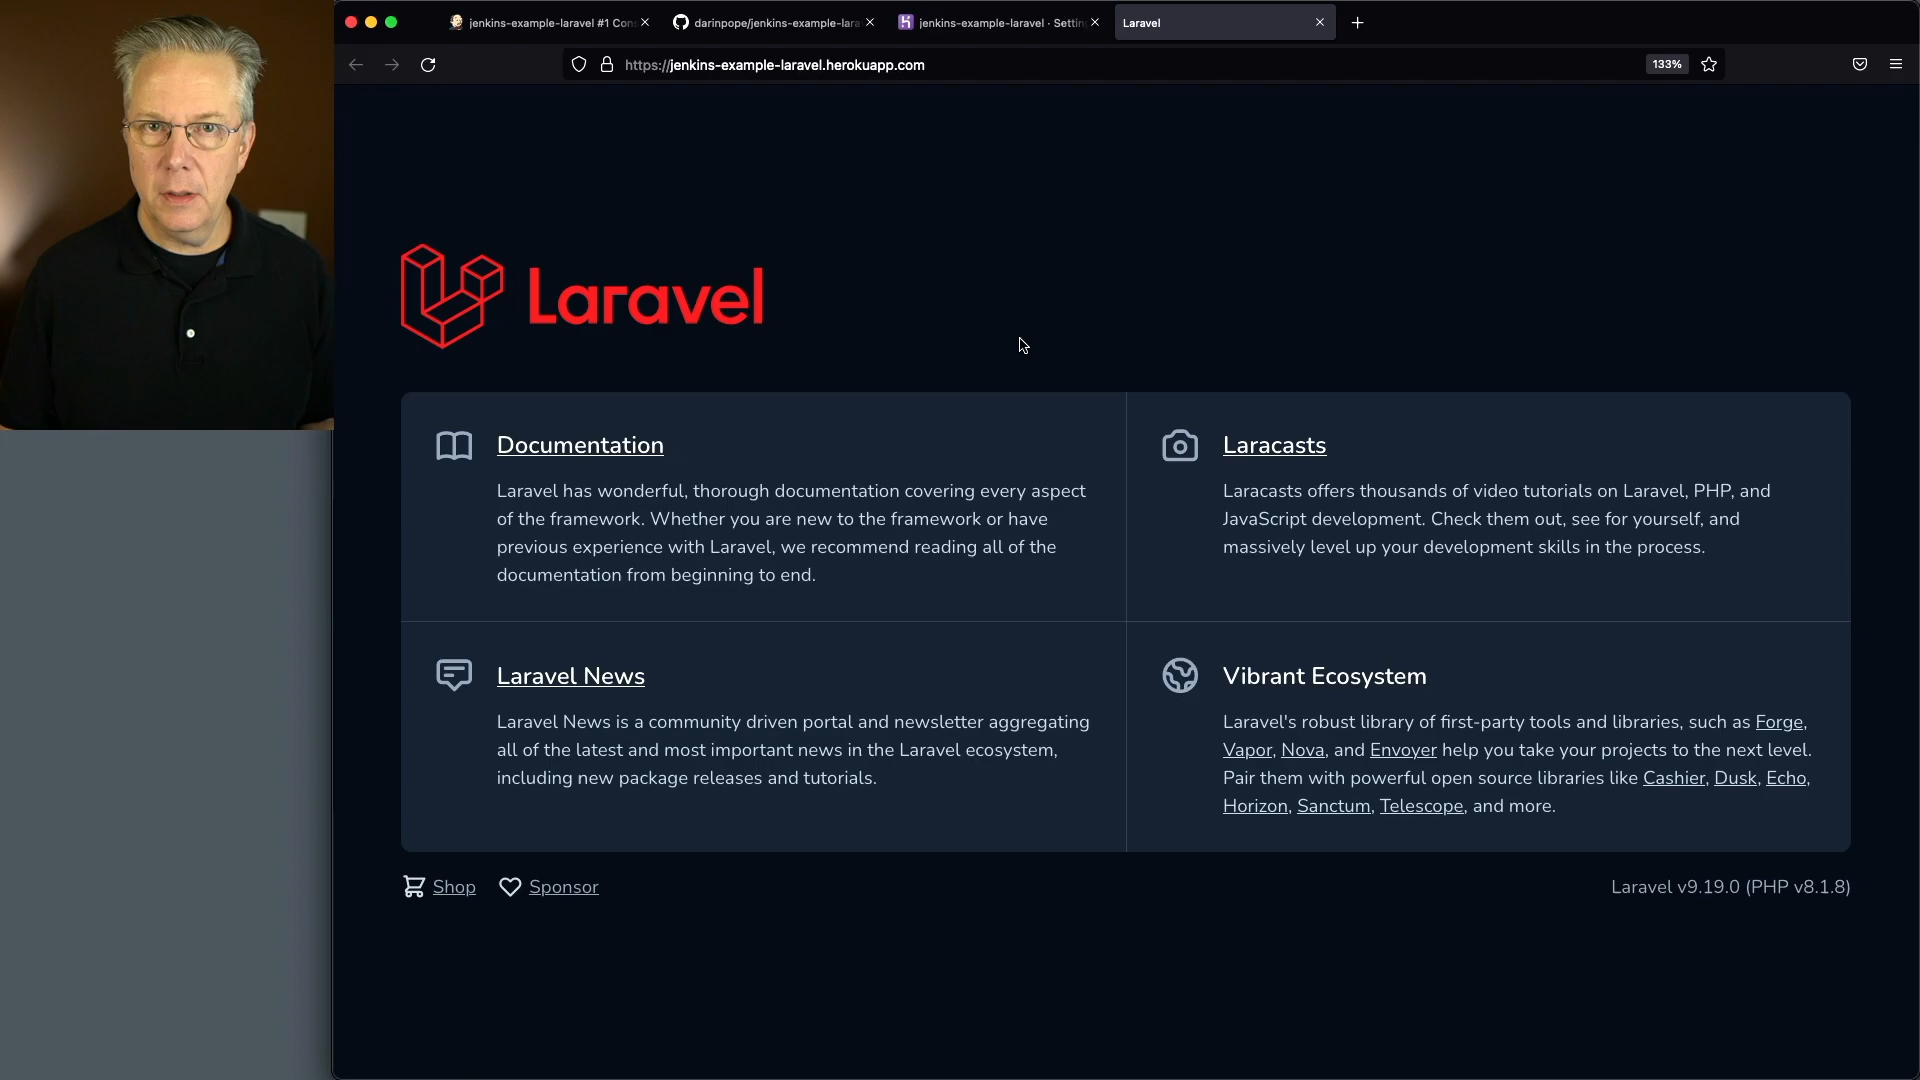 jenkins-example-laravel #1 Con
darinpope/jenkins-example-lara
jenkins-example-laravel · Settin
Laravel
https://jenkins-example-laravel.herokuapp.com
133%
Laravel
Documentation
Laravel has wonderful, thorough documentation covering every aspect
of the framework. Whether you are new to the framework or have
previous experience with Laravel, we recommend reading all of the
documentation from beginning to end.
Laracasts
Laracasts offers thousands of video tutorials on Laravel, PHP, and
JavaScript development. Check them out, see for yourself, and
massively level up your development skills in the process.
Laravel News
Laravel News is a community driven portal and newsletter aggregating
all of the latest and most important news in the Laravel ecosystem,
including new package releases and tutorials.
Vibrant Ecosystem
Laravel's robust library of first-party tools and libraries, such as Forge,
Vapor, Nova, and Envoyer help you take your projects to the next level.
Pair them with powerful open source libraries like Cashier, Dusk, Echo,
Horizon, Sanctum, Telescope, and more.
Shop
Sponsor
Laravel v9.19.0 (PHP v8.1.8)